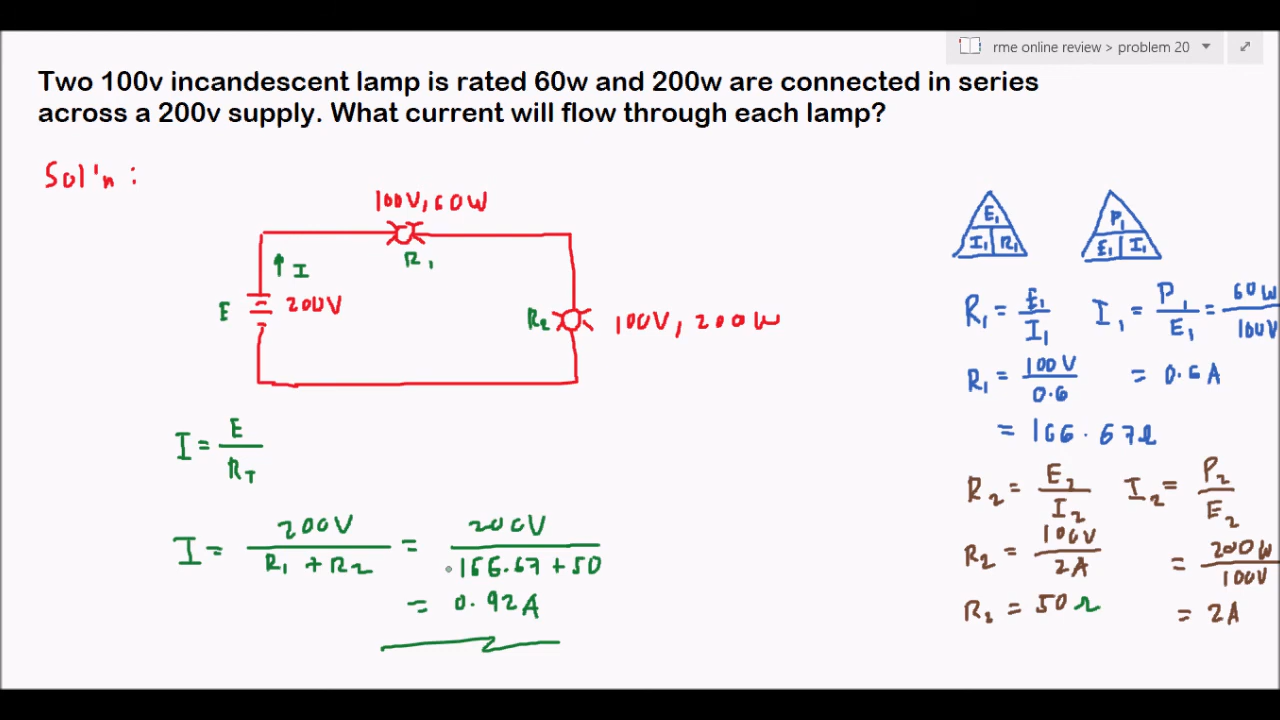 rme online review > problem 20
Two 100v incandescent lamp is rated 60w and 200w are connected in series
across a 200v supply. What current will flow through each lamp?
Sol'n :
100V, 60W
R1
I
E 200V
R2 100V, 200W
I = E / RT
I = 200V / R1 + R2 = 200V / 166.67 + 50
= 0.92A
E1
I1 R1
P1
E1 I1
R1 = E1 / I1
I1 = P1 / E1 = 60W / 100V
R1 = 100V / 0.6
= 0.6A
= 166.67Ω
R2 = E2 / I2
I2 = P2 / E2
R2 = 100V / 2A
= 200W / 100V
R2 = 50Ω
= 2A